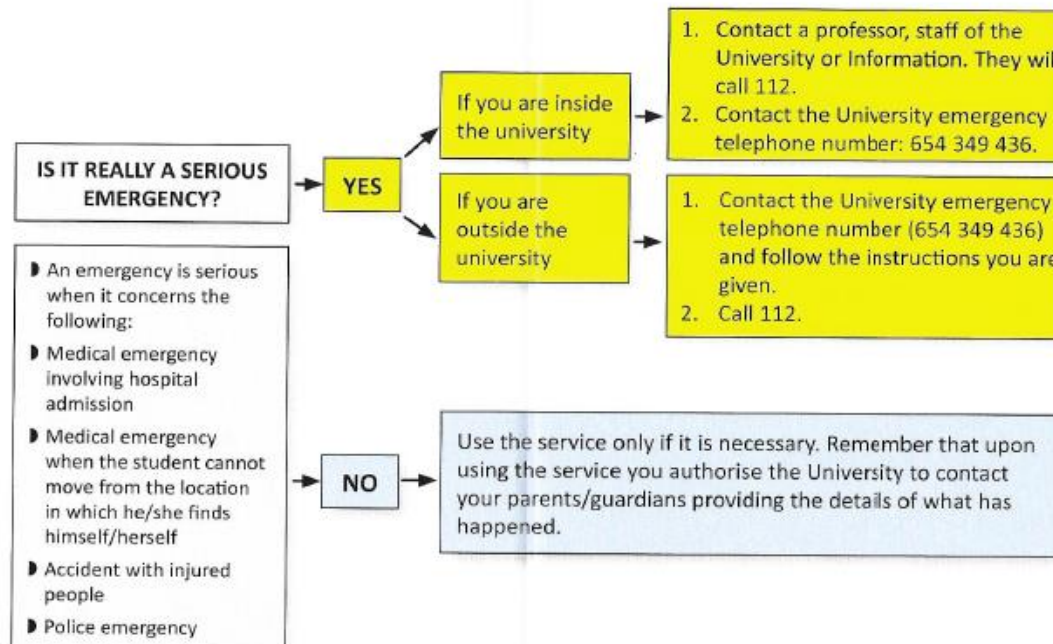 IS IT REALLY A SERIOUS
EMERGENCY?
▶ An emergency is serious
when it concerns the
following:
▶ Medical emergency
involving hospital
admission
▶ Medical emergency
when the student cannot
move from the location
in which he/she finds
himself/herself
▶ Accident with injured
people
▶ Police emergency
YES
If you are inside
the university
1. Contact a professor, staff of the
University or Information. They wil
call 112.
2. Contact the University emergency
telephone number: 654 349 436.
If you are
outside the
university
1. Contact the University emergency
telephone number (654 349 436)
and follow the instructions you are
given.
2. Call 112.
NO
Use the service only if it is necessary. Remember that upon
using the service you authorise the University to contact
your parents/guardians providing the details of what has
happened.